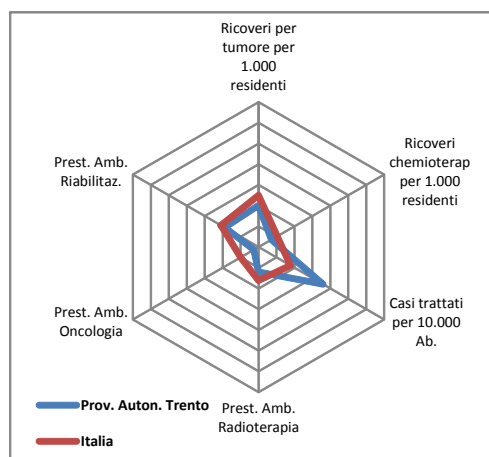 Ricoveri per
tumore per
1.000
residenti
Ricoveri
chemioterap
per 1.000
residenti
Casi trattati
per 10.000
Ab.
Prest. Amb.
Radioterapia
Prest. Amb.
Oncologia
Prest. Amb.
Riabilitaz.
Prov. Auton. Trento
Italia